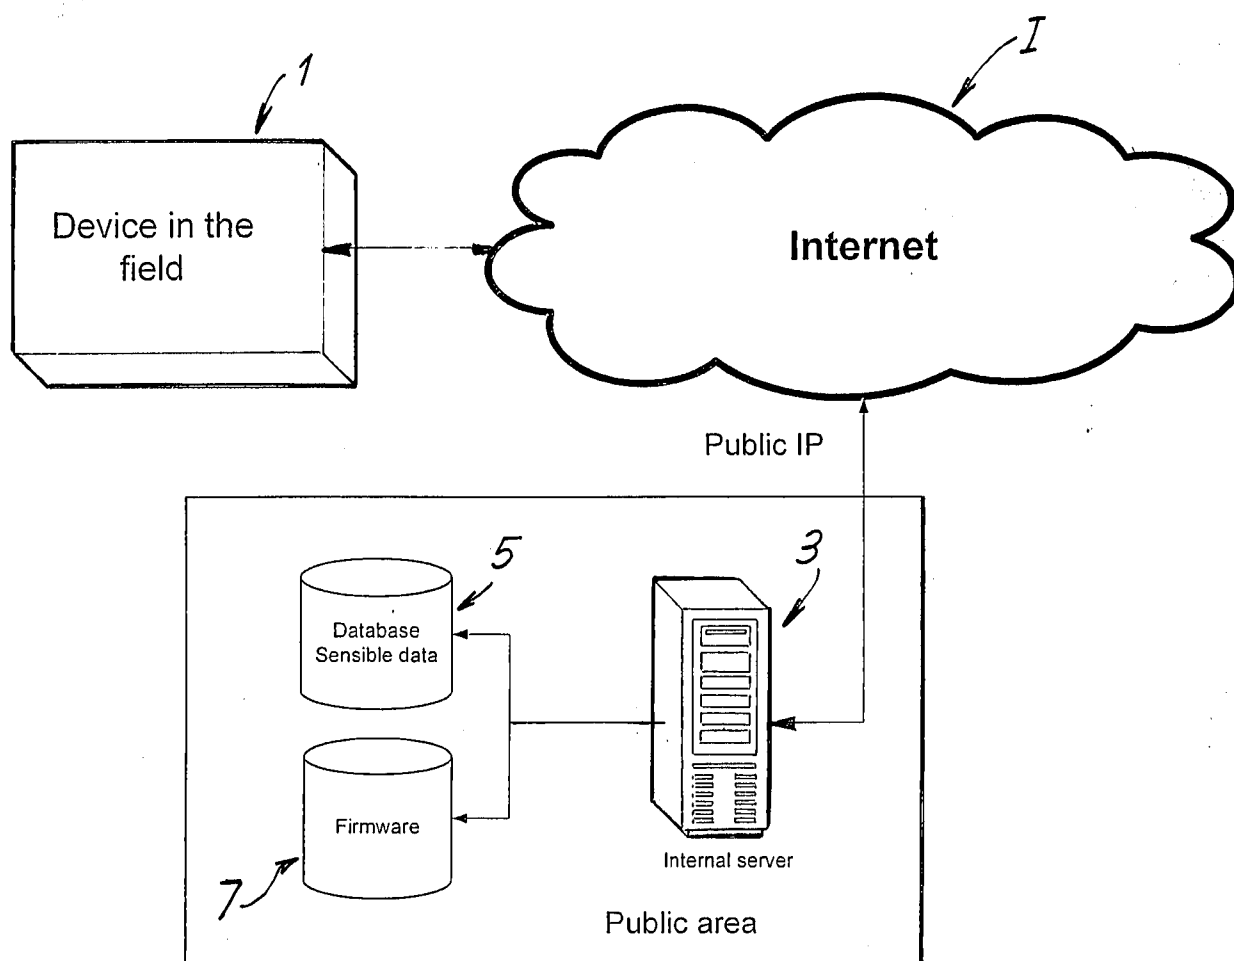 1
I
Device in the
field
Internet
Public IP
5
3
Database
Sensible data
Firmware
7
Internal server
Public area